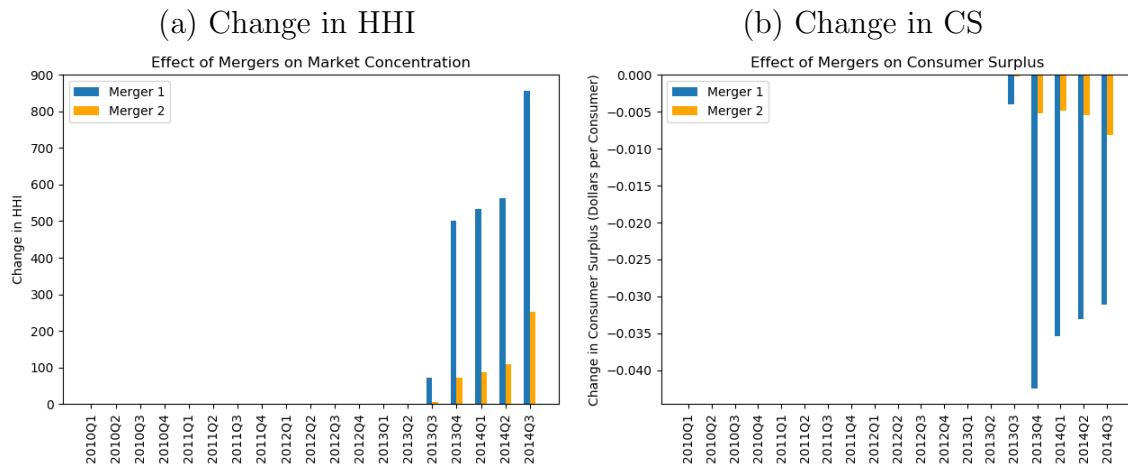 (a) Change in HHI
Effect of Mergers on Market Concentration
Merger 1
Merger 2
Change in HHI
900
800
700
600
500
400
300
200
100
0
2010Q1
2010Q2
2010Q3
2010Q4
2011Q1
2011Q2
2011Q3
2011Q4
2012Q1
2012Q2
2012Q3
2012Q4
2013Q1
2013Q2
2013Q3
2013Q4
2014Q1
2014Q2
2014Q3
(b) Change in CS
Effect of Mergers on Consumer Surplus
Merger 1
Merger 2
Change in Consumer Surplus (Dollars per Consumer)
0.000
−0.005
−0.010
−0.015
−0.020
−0.025
−0.030
−0.035
−0.040
2010Q1
2010Q2
2010Q3
2010Q4
2011Q1
2011Q2
2011Q3
2011Q4
2012Q1
2012Q2
2012Q3
2012Q4
2013Q1
2013Q2
2013Q3
2013Q4
2014Q1
2014Q2
2014Q3